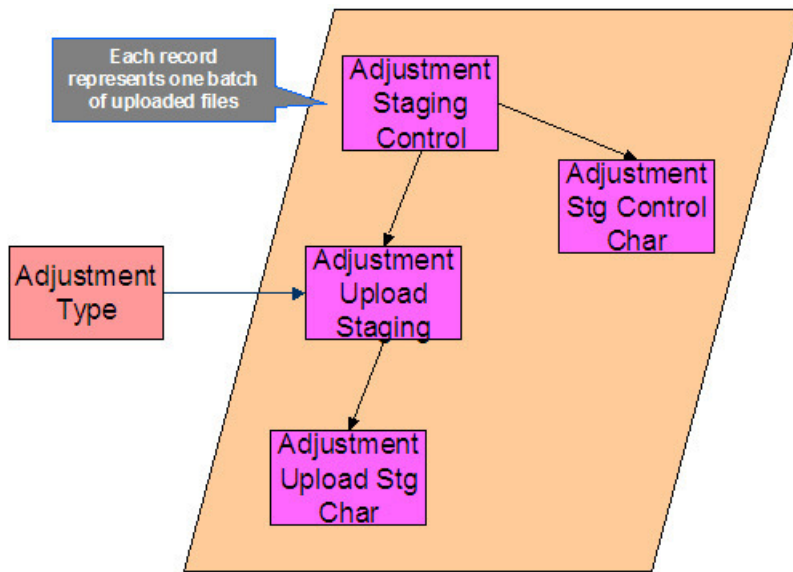 Each record
represents one batch
of uploaded files
Adjustment
Staging
Control
Adjustment
Stg Control
Char
Adjustment
Type
Adjustment
Upload
Staging
Adjustment
Upload Stg
Char